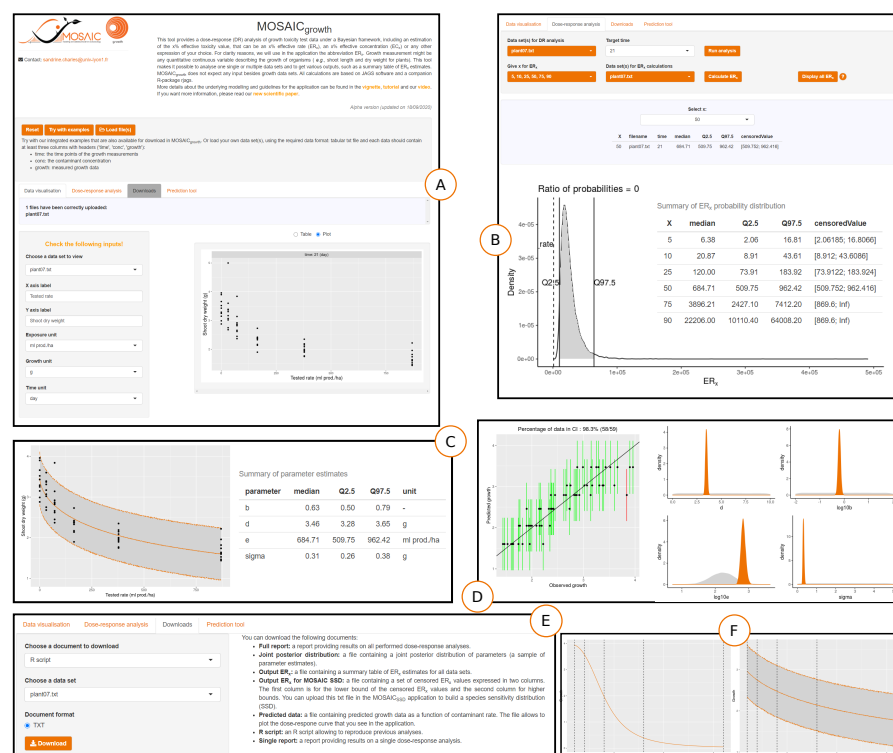 MOSAIC
growth
Contact: sandrine.charles@univ-lyon1.fr
MOSAICgrowth
This tool provides a dose-response (DR) analysis of growth toxicity test data under a Bayesian framework, including an estimation
of the x% effective toxicity value, that can be an x% effective rate (ERx), an x% effective concentration (ECx) or any other
expression of your choice. For clarity reasons, we will use in the application the abbreviation ERx. Growth measurement might be
any quantitative continuous variable describing the growth of organisms ( e.g., shoot length and dry weight for plants). This tool
makes it possible to analyse one single or multiple data sets and to get various outputs, such as a summary table of ERx estimates.
MOSAICgrowth does not expect any input besides growth data sets. All calculations are based on JAGS software and a companion
R-package rjags.
More details about the underlying modelling and guidelines for the application can be found in the vignette, tutorial and our video.
If you want more information, please read our new scientific paper.
Alpha version (updated on 18/09/2020)
Reset
Try with examples
Load file(s)
Try with our integrated examples that are also available for download in MOSAICgrowth. Or load your own data set(s), using the required data format: tabular txt file and each data should contain
at least three columns with headers ('time', 'conc', 'growth'):
• time: the time points of the growth measurements
• conc: the contaminant concentration
• growth: measured growth data
Data visualisation
Dose-response analysis
Downloads
Prediction tool
A
1 files have been correctly uploaded:
plant07.txt
Check the following inputs!
Choose a data set to view
plant07.txt
X axis label
Tested rate
Y axis label
Shoot dry weight
Exposure unit
ml prod./ha
Growth unit
g
Time unit
day
Table
Plot
time 21 (day)
Shoot dry weight (g)
Tested rate (ml prod./ha)
Data visualisation
Dose-response analysis
Downloads
Prediction tool
Data set(s) for DR analysis
plant07.txt
Target time
21
Run analysis
Give x for ERx
5, 10, 25, 50, 75, 90
Data set(s) for ERx calculations
plant07.txt
Calculate ERx
Display all ERx
?
Select x:
50
X filename time median Q2.5 Q97.5 censoredValue
50 plant07.txt 21 684.71 509.75 962.42 [509.752; 962.416]
B
Ratio of probabilities = 0
Density
4e-05
3e-05
2e-05
1e-05
0e+00
rate
Q2.5
Q97.5
0e+00 1e+05 2e+05 3e+05 4e+05 5e+05
ERx
Summary of ERx probability distribution
X median Q2.5 Q97.5 censoredValue
5 6.38 2.06 16.81 [2.06185; 16.8066]
10 20.87 8.91 43.61 [8.912; 43.6086]
25 120.00 73.91 183.92 [73.9122; 183.924]
50 684.71 509.75 962.42 [509.752; 962.416]
75 3896.21 2427.10 7412.20 [869.6; Inf)
90 22206.00 10110.40 64008.20 [869.6; Inf)
C
Shoot dry weight (g)
Tested rate (ml prod./ha)
Summary of parameter estimates
parameter median Q2.5 Q97.5 unit
b 0.63 0.50 0.79 -
d 3.46 3.28 3.65 g
e 684.71 509.75 962.42 ml prod./ha
sigma 0.31 0.26 0.38 g
D
Percentage of data in CI : 98.3% (58/59)
Predicted growth
Observed growth
density
d
density
log10b
density
log10e
density
sigma
E
Data visualisation
Dose-response analysis
Downloads
Prediction tool
Choose a document to download
R script
Choose a data set
plant07.txt
Document format
TXT
Download
You can download the following documents:
• Full report: a report providing results on all performed dose-response analyses.
• Joint posterior distribution: a file containing a joint posterior distribution of parameters (a sample of
parameter estimates).
• Output ERx: a file containing a summary table of ERx estimates for all data sets.
• Output ERx for MOSAIC SSD: a file containing a set of censored ERx values expressed in two columns.
The first column is for the lower bound of the censored ERx values and the second column for higher
bounds. You can upload this txt file in the MOSAICSSD application to build a species sensitivity distribution
(SSD).
• Predicted data: a file containing predicted growth data as a function of contaminant rate. The file allows to
plot the dose-respone curve that you see in the application.
• R script: an R script allowing to reproduce previous analyses.
• Single report: a report providing results on a single dose-response analysis.
F
Growth
Growth